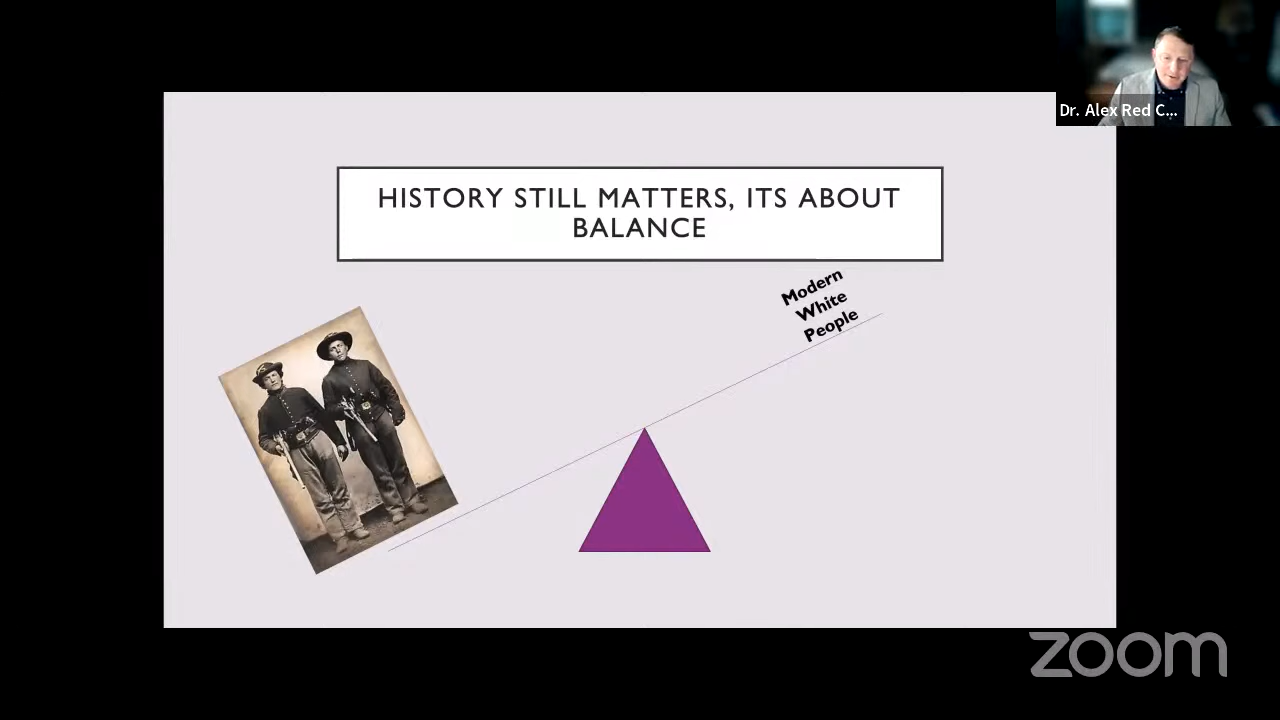 Dr. Alex Red C...
HISTORY STILL MATTERS, ITS ABOUT
BALANCE
Modern
White
People
zoom